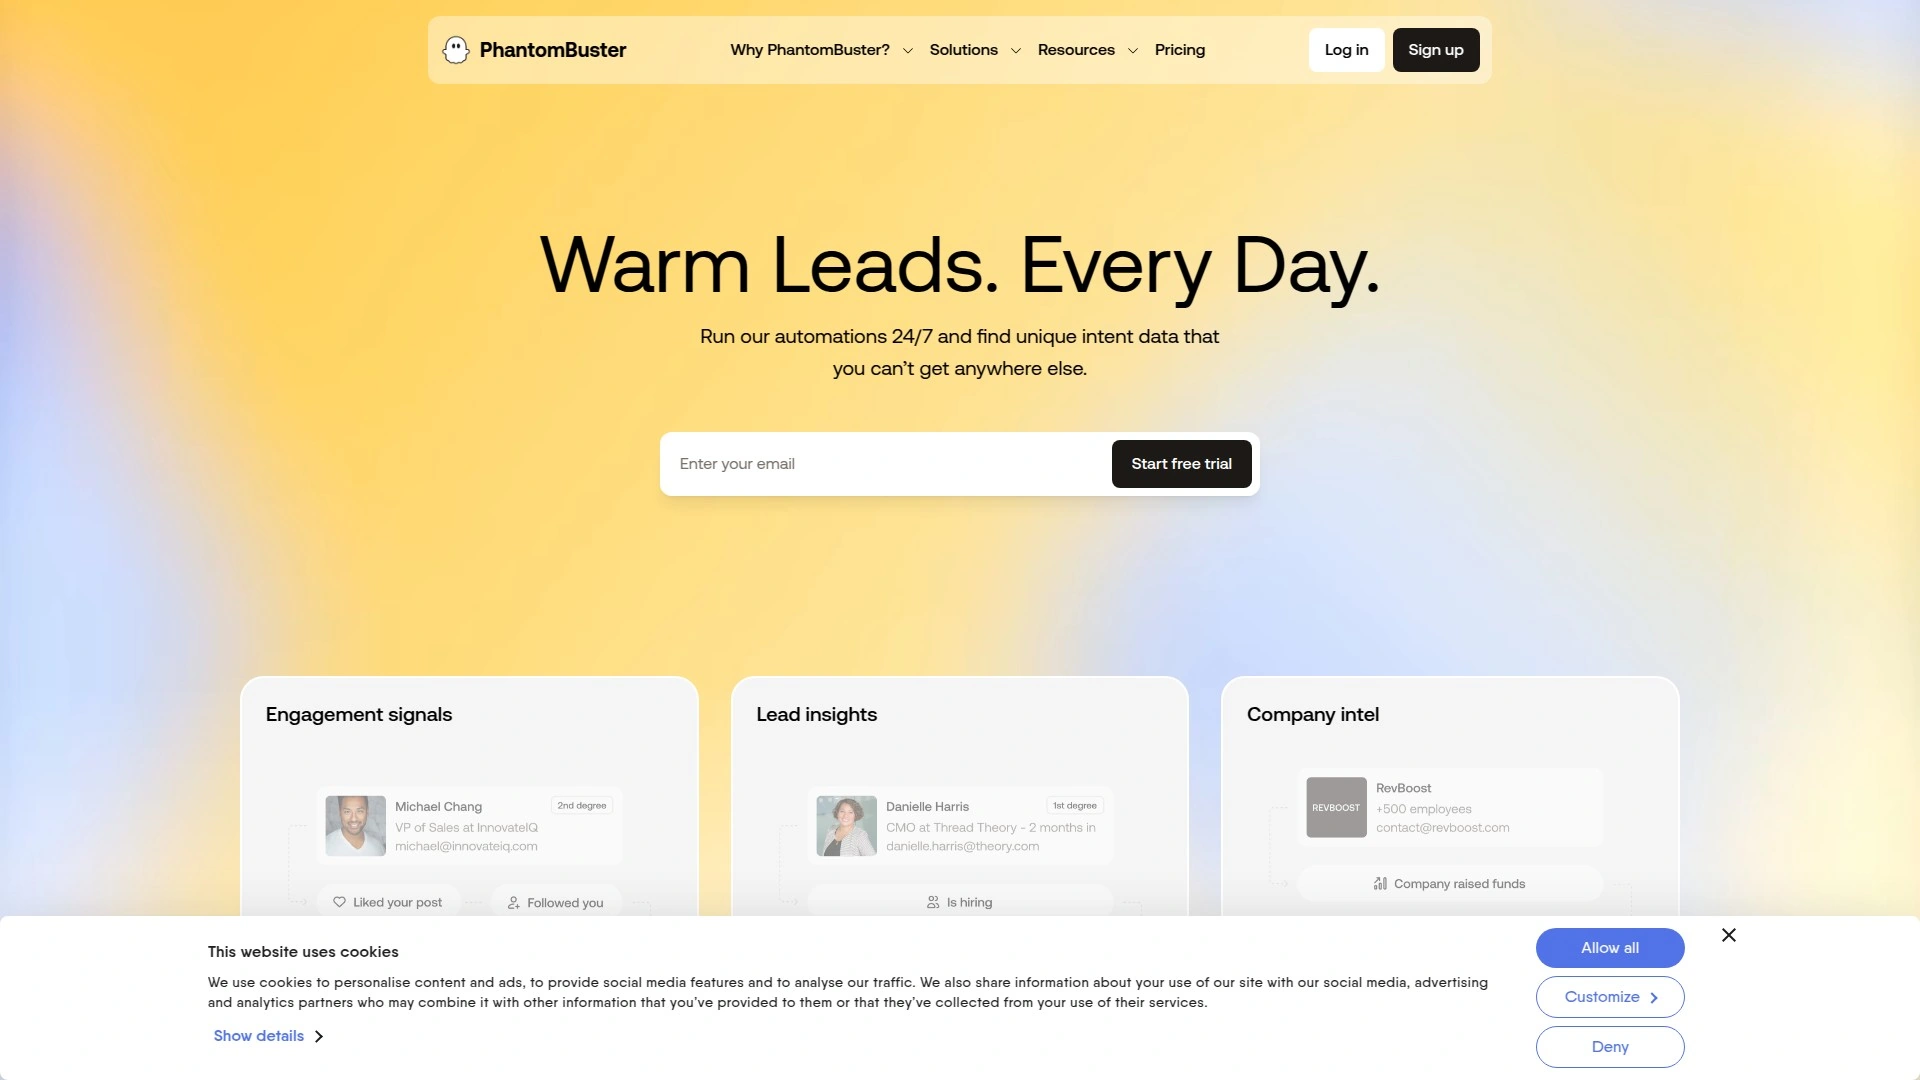 PhantomBuster
Why PhantomBuster?
Solutions
Resources
Pricing
Log in
Sign up
Warm Leads. Every Day.
Run our automations 24/7 and find unique intent data that
you can’t get anywhere else.
Enter your email
Start free trial
Engagement signals
Michael Chang
2nd degree
VP of Sales at InnovateIQ
michael@innovateiq.com
Liked your post
Followed you
Lead insights
Danielle Harris
1st degree
CMO at Thread Theory - 2 months in
danielle.harris@theory.com
Is hiring
Company intel
REVBOOST
RevBoost
+500 employees
contact@revboost.com
Company raised funds
This website uses cookies
We use cookies to personalise content and ads, to provide social media features and to analyse our traffic. We also share information about your use of our site with our social media, advertising
and analytics partners who may combine it with other information that you’ve provided to them or that they’ve collected from your use of their services.
Show details
Allow all
Customize
Deny